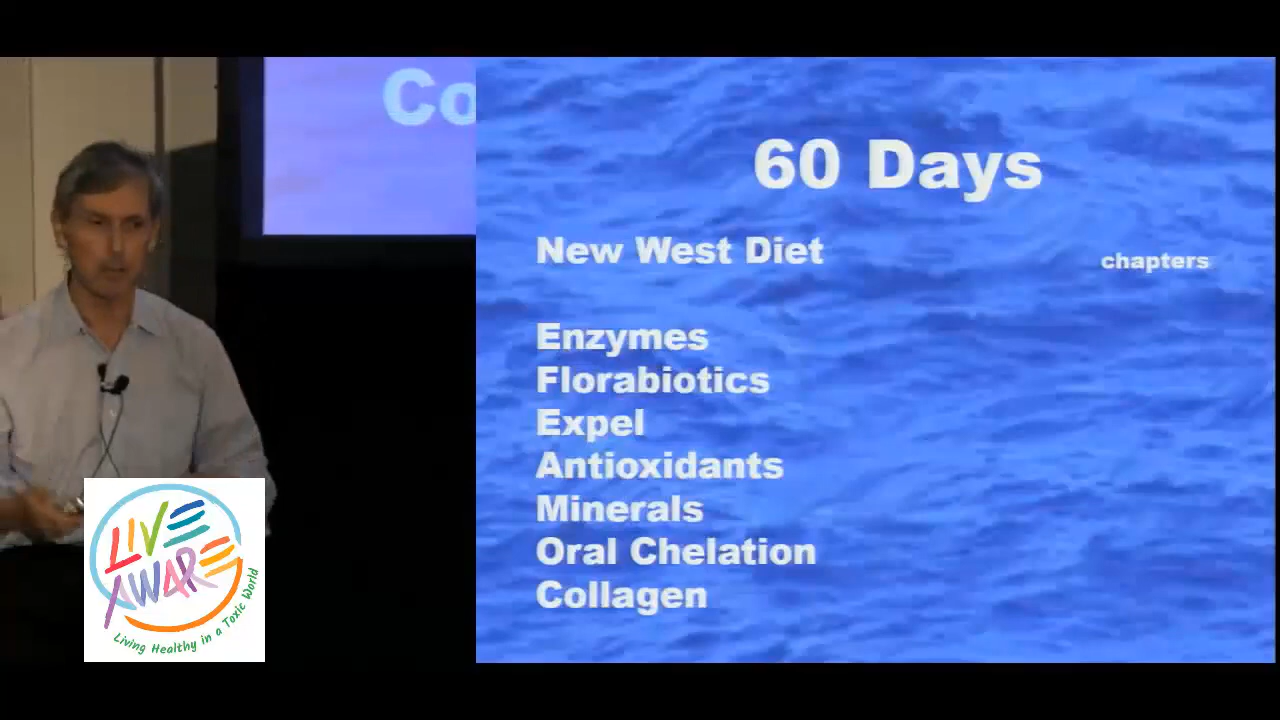 Co
60 Days
New West Diet
chapters
Enzymes
Florabiotics
Expel
Antioxidants
Minerals
Oral Chelation
Collagen
LIVE
AWARE
Living Healthy in a Toxic World